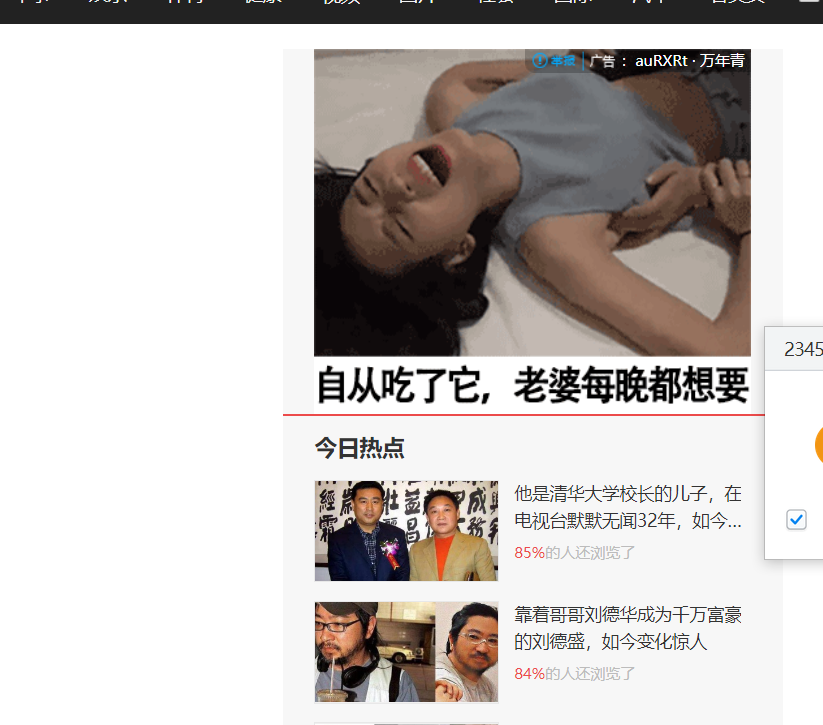 举报 广告 ： auRXRt · 万年青
自从吃了它，老婆每晚都想要
今日热点
他是清华大学校长的儿子，在
电视台默默无闻32年，如今...
85%的人还浏览了
靠着哥哥刘德华成为千万富豪
的刘德盛，如今变化惊人
84%的人还浏览了
2345